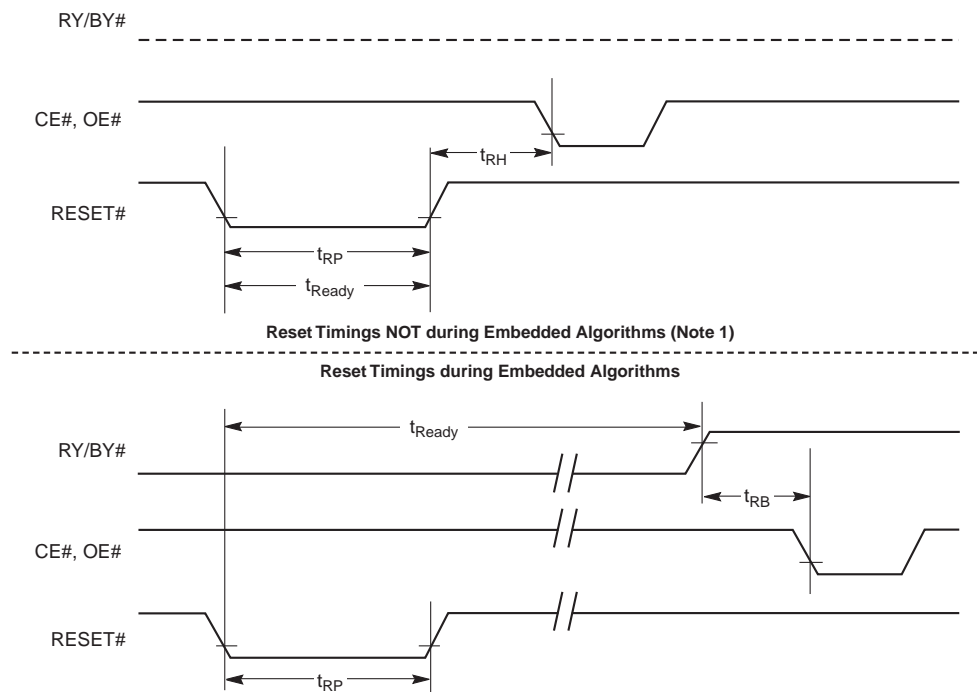 RY/BY#
CE#, OE#
tRH
RESET#
tRP
tReady
Reset Timings NOT during Embedded Algorithms (Note 1)
Reset Timings during Embedded Algorithms
tReady
RY/BY#
tRB
CE#, OE#
RESET#
tRP